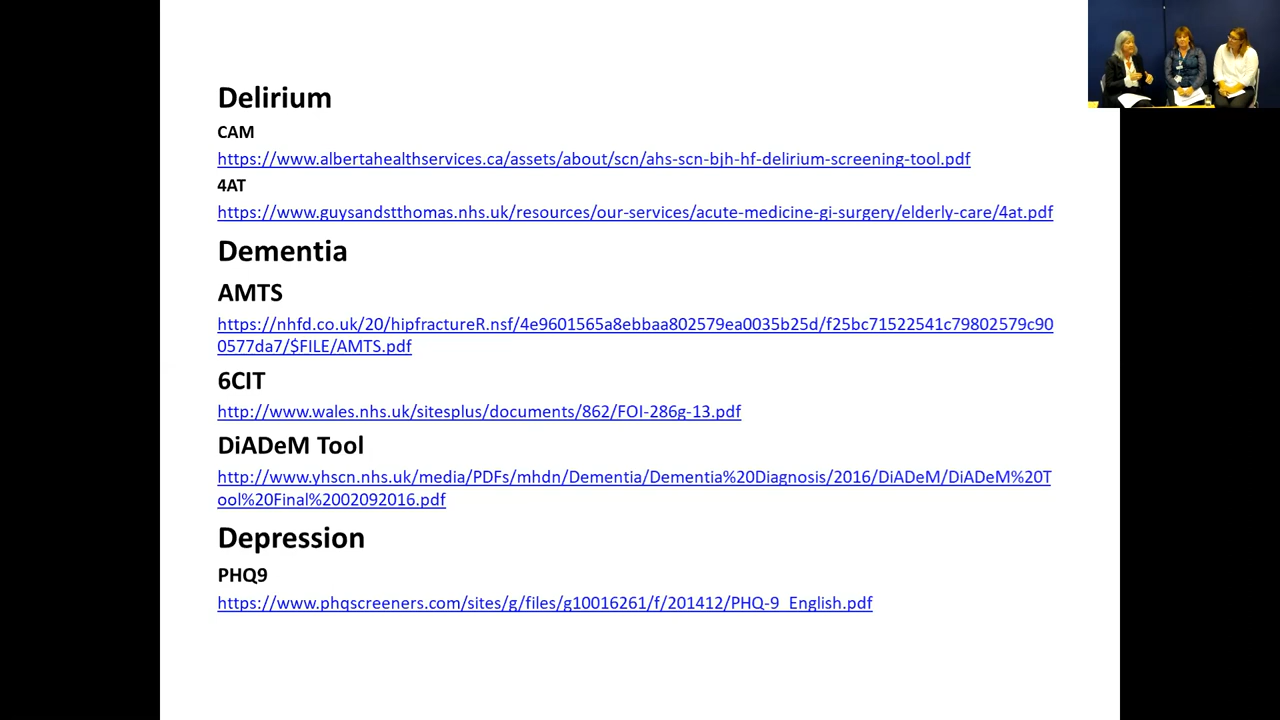 Delirium
CAM
https://www.albertahealthservices.ca/assets/about/scn/ahs-scn-bjh-hf-delirium-screening-tool.pdf
4AT
https://www.guysandstthomas.nhs.uk/resources/our-services/acute-medicine-gi-surgery/elderly-care/4at.pdf
Dementia
AMTS
https://nhfd.co.uk/20/hipfractureR.nsf/4e9601565a8ebbaa802579ea0035b25d/f25bc71522541c79802579c90
0577da7/$FILE/AMTS.pdf
6CIT
http://www.wales.nhs.uk/sitesplus/documents/862/FOI-286g-13.pdf
DiADeM Tool
http://www.yhscn.nhs.uk/media/PDFs/mhdn/Dementia/Dementia%20Diagnosis/2016/DiADeM/DiADeM%20T
ool%20Final%2002092016.pdf
Depression
PHQ9
https://www.phqscreeners.com/sites/g/files/g10016261/f/201412/PHQ-9_English.pdf